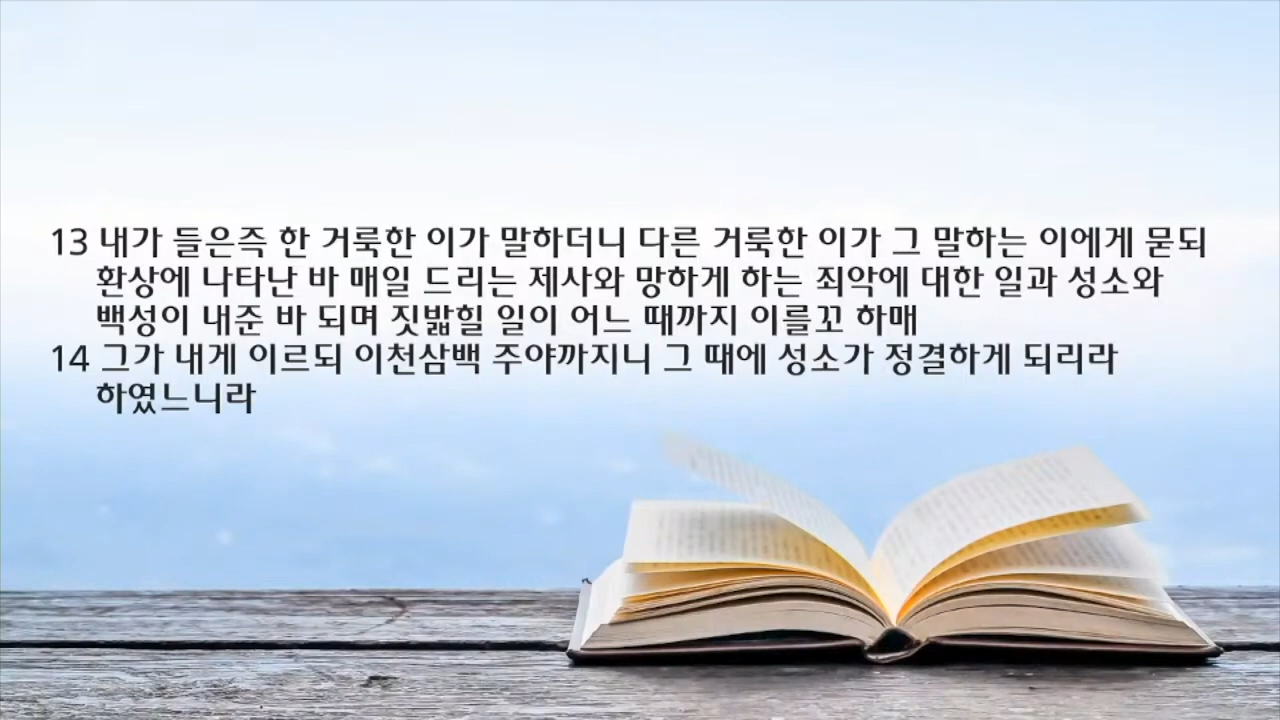 13 내가 들은즉 한 거룩한 이가 말하더니 다른 거룩한 이가 그 말하는 이에게 묻되
환상에 나타난 바 매일 드리는 제사와 망하게 하는 죄악에 대한 일과 성소와
백성이 내준 바 되며 짓밟힐 일이 어느 때까지 이를꼬 하매
14 그가 내게 이르되 이천삼백 주야까지니 그 때에 성소가 정결하게 되리라
하였느니라